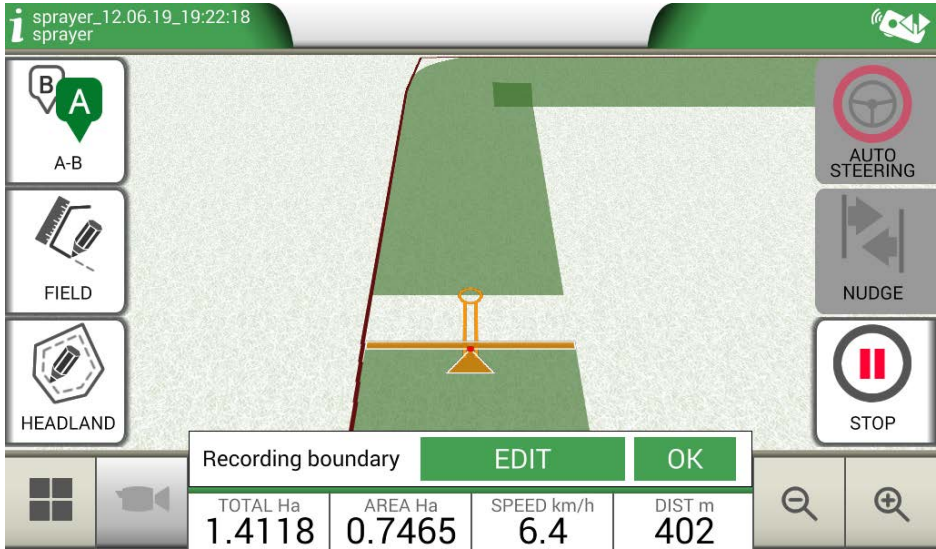 sprayer_12.06.19_19:22:18
sprayer
B
A
A-B
AUTO
STEERING
FIELD
NUDGE
HEADLAND
STOP
Recording boundary
EDIT
OK
TOTAL Ha
AREA Ha
SPEED km/h
DIST m
1.4118
0.7465
6.4
402